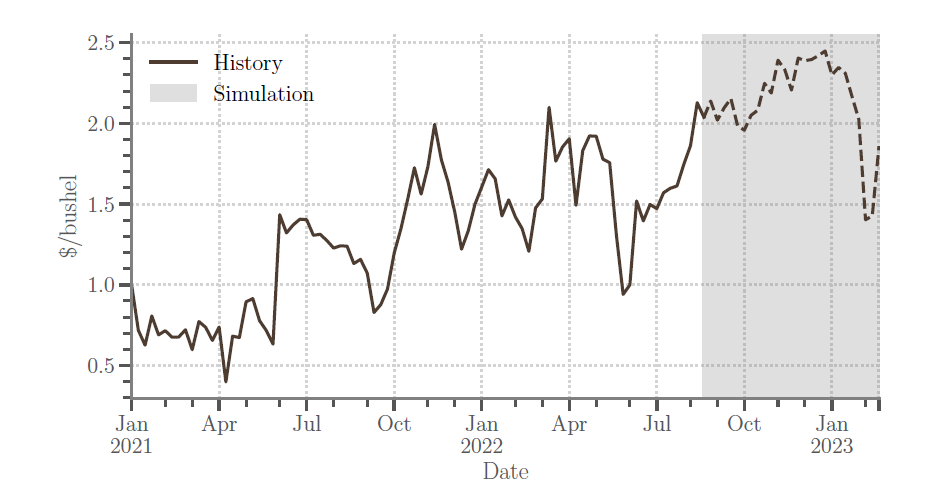 2.5
2.0
1.5
1.0
0.5
$/bushel
History
Simulation
Jan Apr Jul Oct Jan Apr Jul Oct Jan
2021 2022 2023
Date